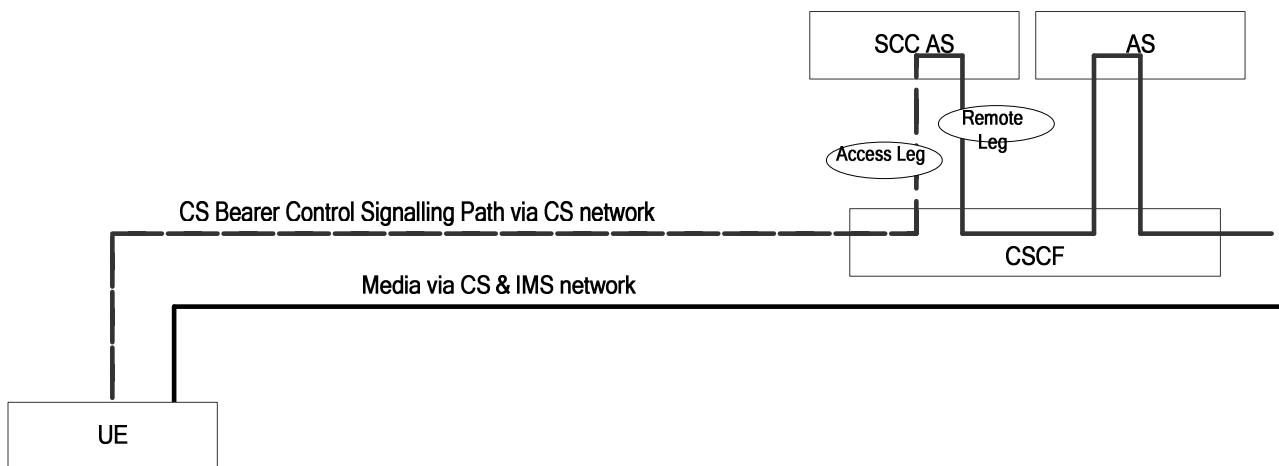 SCC AS
AS
Remote
Leg
Access Leg
CS Bearer Control Signalling Path via CS network
CSCF
Media via CS & IMS network
UE